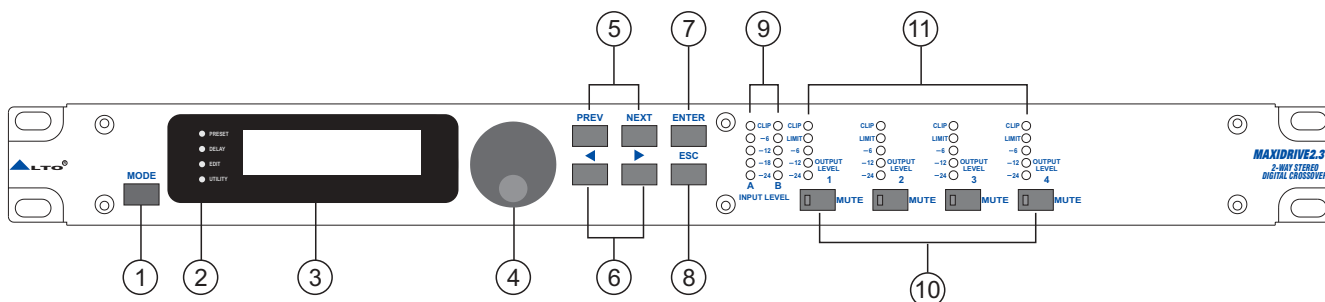 5
7
9
11
PREV
NEXT
ENTER
ESC
ALTO®
MODE
PRESET
DELAY
EDIT
UTILITY
CLIP
-6
-12
-18
-24
A B
INPUT LEVEL
CLIP
LIMIT
-6
-12
-24
OUTPUT
LEVEL
1
MUTE
CLIP
LIMIT
-6
-12
-24
OUTPUT
LEVEL
2
MUTE
CLIP
LIMIT
-6
-12
-24
OUTPUT
LEVEL
3
MUTE
CLIP
LIMIT
-6
-12
-24
OUTPUT
LEVEL
4
MUTE
MAXIDRIVE2.3
2-WAY STEREO
DIGITAL CROSSOVER
1
2
3
4
6
8
10